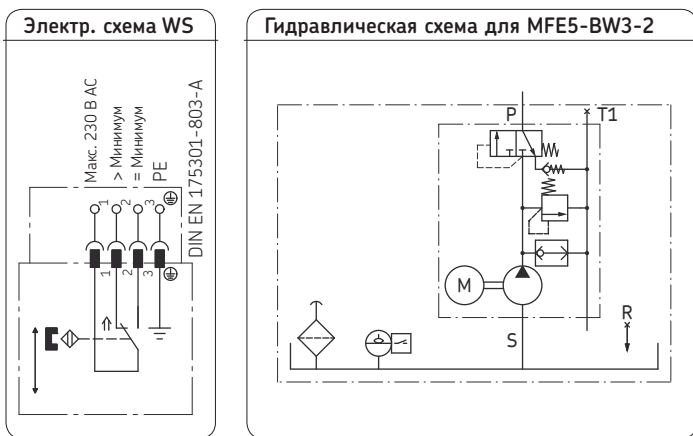 Электр. схема WS
Гидравлическая схема для MFE5-BW3-2
Макс. 230 В AC
> Минимум
= Минимум
PE
DIN EN 175301-803-A
1
2
3
1
2
3
P
T1
M
S
R